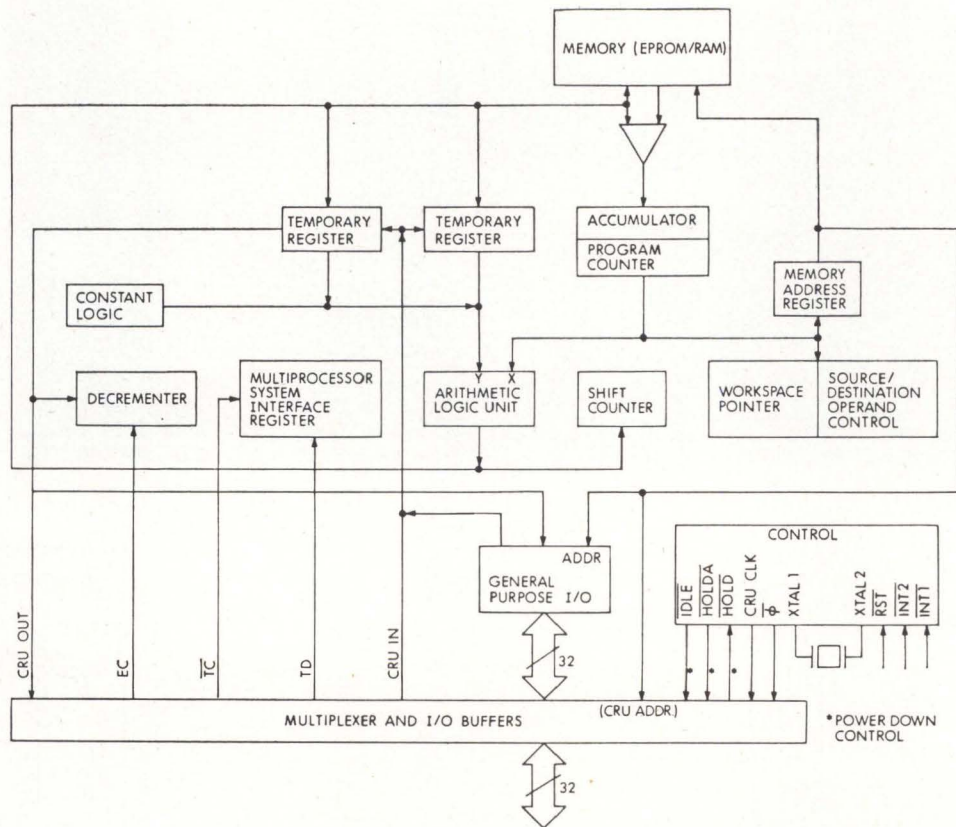 MEMORY (EPROM/RAM)
TEMPORARY
REGISTER
TEMPORARY
REGISTER
ACCUMULATOR
PROGRAM
COUNTER
MEMORY
ADDRESS
REGISTER
CONSTANT
LOGIC
DECREMENTER
MULTIPROCESSOR
SYSTEM
INTERFACE
REGISTER
Y X
ARITHMETIC
LOGIC UNIT
SHIFT
COUNTER
WORKSPACE
POINTER
SOURCE/
DESTINATION
OPERAND
CONTROL
ADDR
GENERAL
PURPOSE I/O
CONTROL
IDLE
HOLDA
HOLD
CRU CLK
φ
XTAL 1
XTAL 2
RST
INT2
INT1
CRU OUT
EC
TC
TD
CRU IN
32
MULTIPLEXER AND I/O BUFFERS
(CRU ADDR.)
*
*
*
*POWER DOWN
CONTROL
32